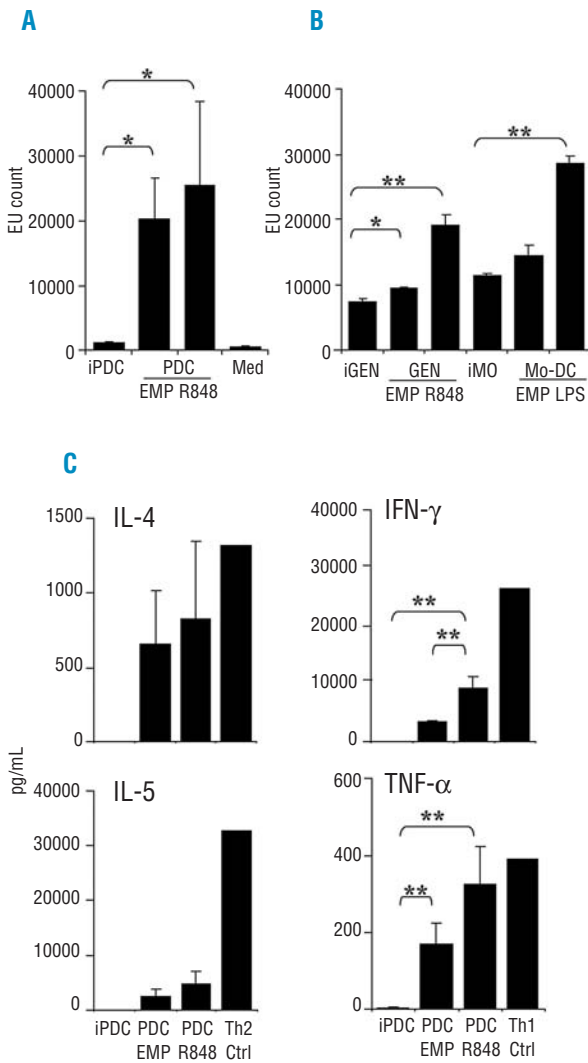 A
*
*
40000
30000
20000
10000
0
EU count
iPDC PDC Med
EMP R848
B
**
**
*
40000
30000
20000
10000
0
EU count
iGEN GEN iMO Mo-DC
EMP R848 EMP LPS
C
IL-4
1500
1000
500
0
IFN-γ
40000
30000
20000
10000
0
**
**
pg/mL
IL-5
40000
30000
20000
10000
0
iPDC PDC PDC Th2
EMP R848 Ctrl
TNF-α
600
400
200
0
**
**
iPDC PDC PDC Th1
EMP R848 Ctrl